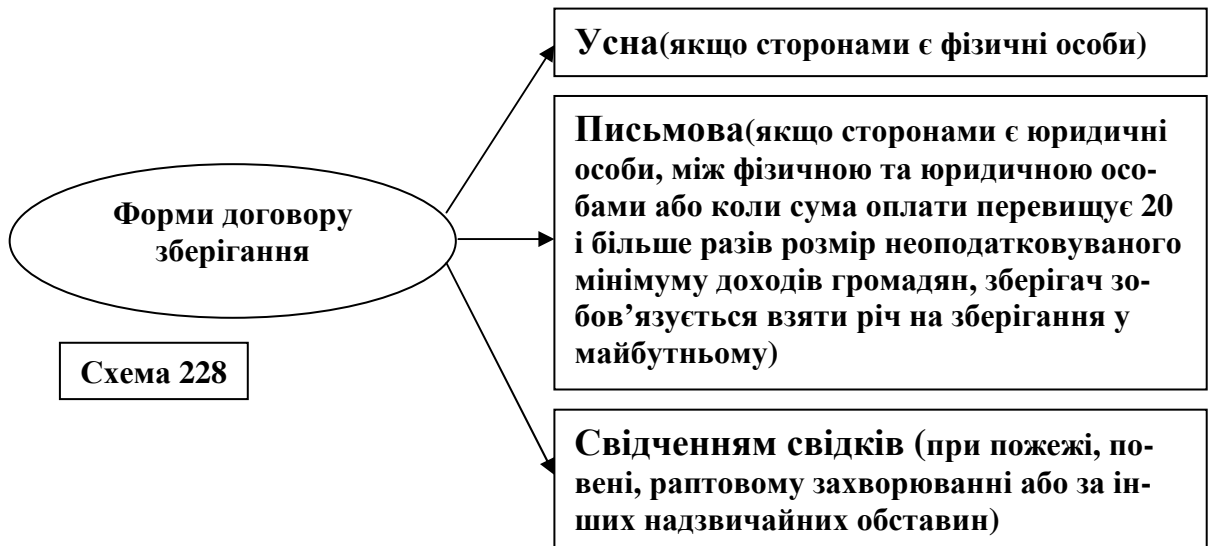 Усна(якщо сторонами є фізичні особи)
Письмова(якщо сторонами є юридичні
особи, між фізичною та юридичною осо-
бами або коли сума оплати перевищує 20
і більше разів розмір неоподатковуваного
мінімуму доходів громадян, зберігач зо-
бов’язується взяти річ на зберігання у
майбутньому)
Форми договору
зберігання
Схема 228
Свідченням свідків (при пожежі, по-
вені, раптовому захворюванні або за ін-
ших надзвичайних обставин)